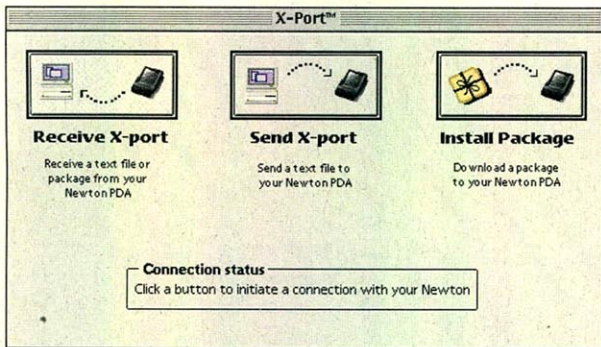 X-Port™
Receive X-port
Receive a text file or
package from your
Newton PDA
Send X-port
Send a text file to
your Newton PDA
Install Package
Download a package
to your Newton PDA
Connection status
Click a button to initiate a connection with your Newton